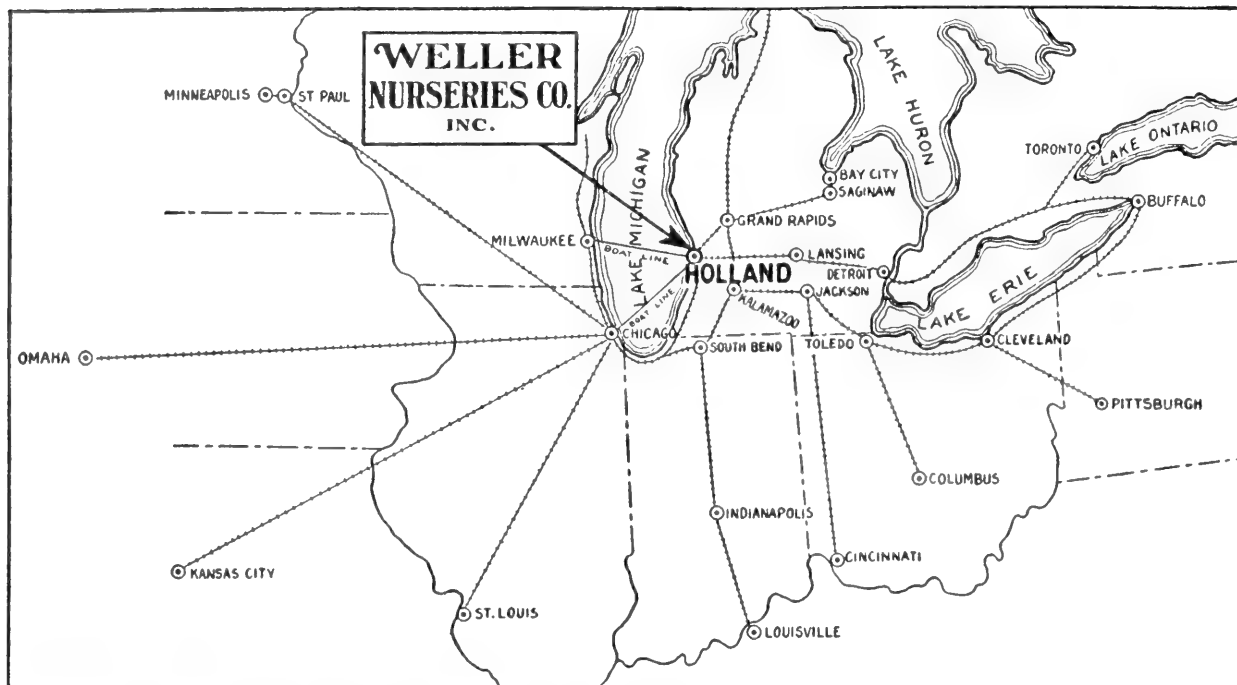 WELLER
NURSERIES CO.
INC.
MINNEAPOLIS
ST PAUL
LAKE HURON
TORONTO
LAKE ONTARIO
BAY CITY
SAGINAW
BUFFALO
GRAND RAPIDS
LAKE MICHIGAN
MILWAUKEE
BOAT LINE
HOLLAND
LANSING
DETROIT
JACKSON
KALAMAZOO
LAKE ERIE
BOAT LINE
CHICAGO
OMAHA
SOUTH BEND
TOLEDO
CLEVELAND
PITTSBURGH
COLUMBUS
INDIANAPOLIS
CINCINNATI
KANSAS CITY
ST. LOUIS
LOUISVILLE